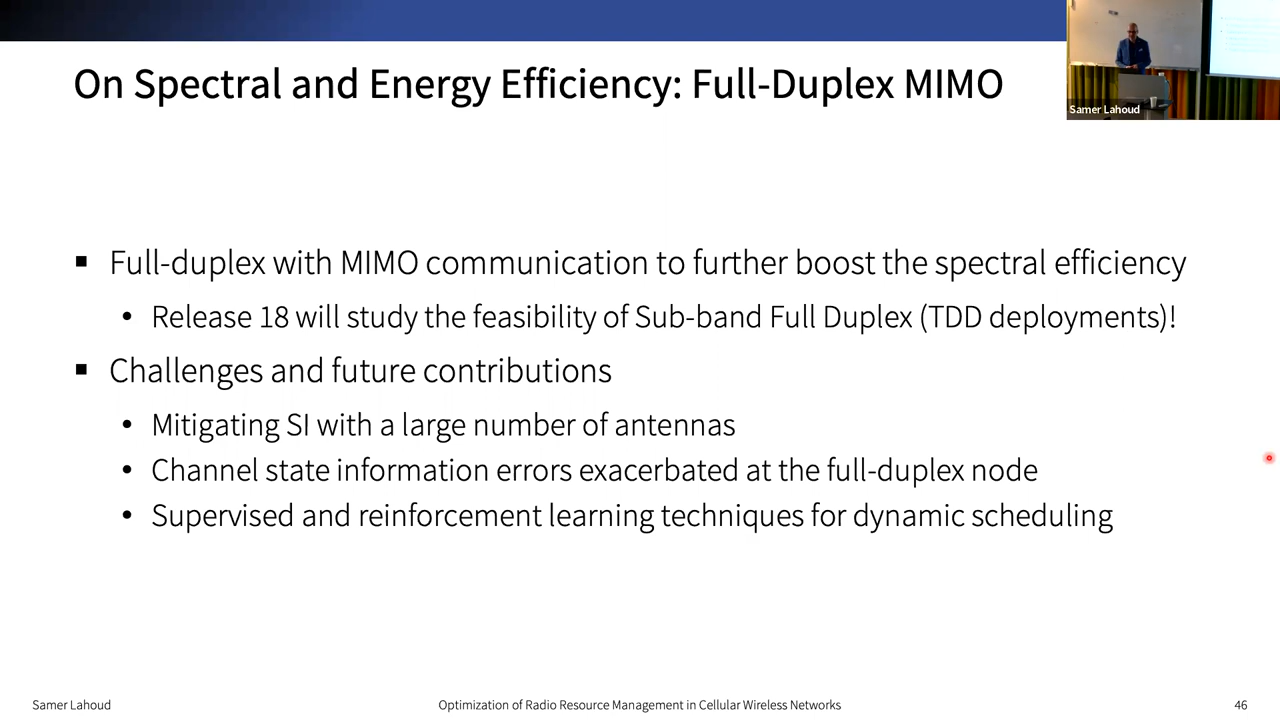 On Spectral and Energy Efficiency: Full-Duplex MIMO
Samer Lahoud
▪ Full-duplex with MIMO communication to further boost the spectral efficiency
• Release 18 will study the feasibility of Sub-band Full Duplex (TDD deployments)!
▪ Challenges and future contributions
• Mitigating SI with a large number of antennas
• Channel state information errors exacerbated at the full-duplex node
• Supervised and reinforcement learning techniques for dynamic scheduling
Samer Lahoud
Optimization of Radio Resource Management in Cellular Wireless Networks
46